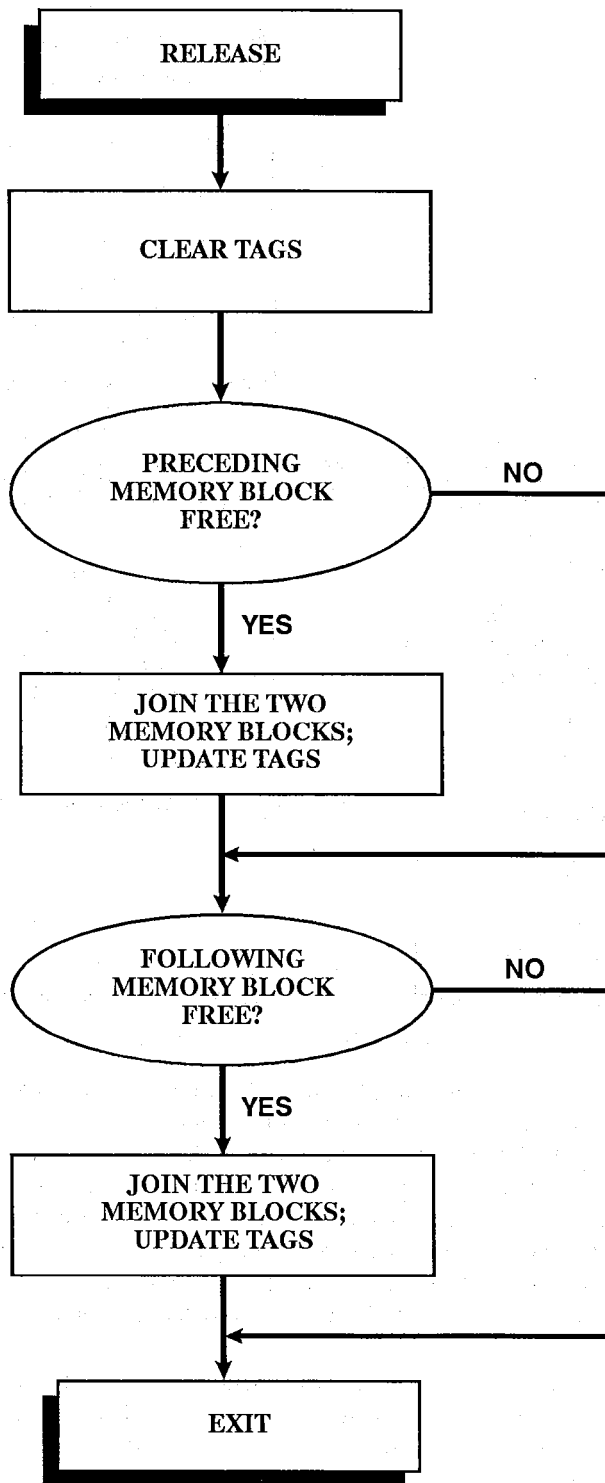 RELEASE
CLEAR TAGS
PRECEDING
MEMORY BLOCK
FREE?
NO
YES
JOIN THE TWO
MEMORY BLOCKS;
UPDATE TAGS
FOLLOWING
MEMORY BLOCK
FREE?
NO
YES
JOIN THE TWO
MEMORY BLOCKS;
UPDATE TAGS
EXIT